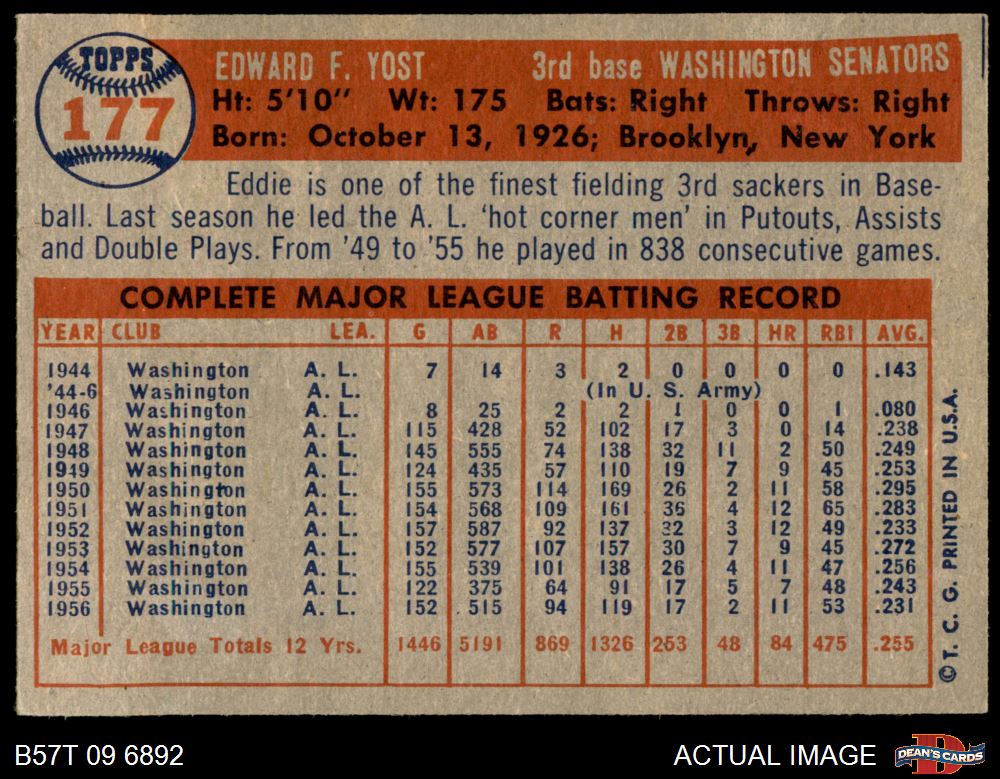 TOPPS
177
EDWARD F. YOST 3rd base WASHINGTON SENATORS
Ht: 5'10" Wt: 175 Bats: Right Throws: Right
Born: October 13, 1926; Brooklyn, New York
Eddie is one of the finest fielding 3rd sackers in Base-
ball. Last season he led the A. L. 'hot corner men' in Putouts, Assists
and Double Plays. From '49 to '55 he played in 838 consecutive games.
COMPLETE MAJOR LEAGUE BATTING RECORD
YEAR CLUB LEA. G AB R H 2B 3B HR RBI AVG.
1944 Washington A. L. 7 14 3 2 0 0 0 0 .143
'44-6 Washington A. L. (In U. S. Army)
1946 Washington A. L. 8 25 2 2 1 0 0 1 .080
1947 Washington A. L. 115 428 52 102 17 3 0 14 .238
1948 Washington A. L. 145 555 74 138 32 11 2 50 .249
1949 Washington A. L. 124 435 57 110 19 7 9 45 .253
1950 Washington A. L. 155 573 114 169 26 2 11 58 .295
1951 Washington A. L. 154 568 109 161 36 4 12 65 .283
1952 Washington A. L. 157 587 92 137 32 3 12 49 .233
1953 Washington A. L. 152 577 107 157 30 7 9 45 .272
1954 Washington A. L. 155 539 101 138 26 4 11 47 .256
1955 Washington A. L. 122 375 64 91 17 5 7 48 .243
1956 Washington A. L. 152 515 94 119 17 2 11 53 .231
Major League Totals 12 Yrs. 1446 5191 869 1326 253 48 84 475 .255
© T. C. G. PRINTED IN U.S.A.
B57T 09 6892
ACTUAL IMAGE
DEAN'S CARDS